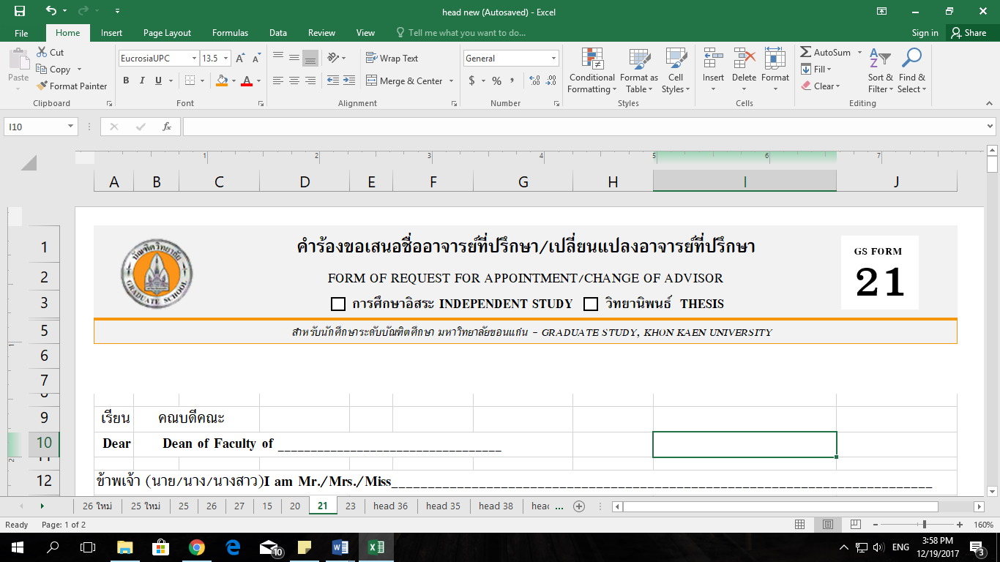 head new (Autosaved) - Excel
File Home Insert Page Layout Formulas Data Review View Tell me what you want to do... Sign in Share
Paste Cut Copy Format Painter Clipboard
EucrosiaUPC 13.5 A A B I U A Font
Wrap Text Merge & Center Alignment
General $ % , .00 .0 Number
Conditional Formatting Format as Table Cell Styles Styles
Insert Delete Format Cells
AutoSum Fill Clear Sort & Filter Find & Select Editing
I10 fx
1 2 3 4 5 6 7
A B C D E F G H I J
1 คำร้องขอเสนอชื่ออาจารย์ที่ปรึกษา/เปลี่ยนแปลงอาจารย์ที่ปรึกษา
2 FORM OF REQUEST FOR APPOINTMENT/CHANGE OF ADVISOR
3 การศึกษาอิสระ INDEPENDENT STUDY วิทยานิพนธ์ THESIS
บัณฑิตวิทยาลัย
GRADUATE SCHOOL
GS FORM
21
5 สำหรับนักศึกษาระดับบัณฑิตศึกษา มหาวิทยาลัยขอนแก่น - GRADUATE STUDY, KHON KAEN UNIVERSITY
6
7
9 เรียน คณบดีคณะ
10 Dear Dean of Faculty of __________________________________
12 ข้าพเจ้า (นาย/นาง/นางสาว)I am Mr./Mrs./Miss__________________________________________________________________________
26 ใหม่ 25 ใหม่ 25 26 27 15 20 21 23 head 36 head 35 head 38 head ...
Ready Page: 1 of 2 160%
10 ENG 3:58 PM
12/19/2017 3